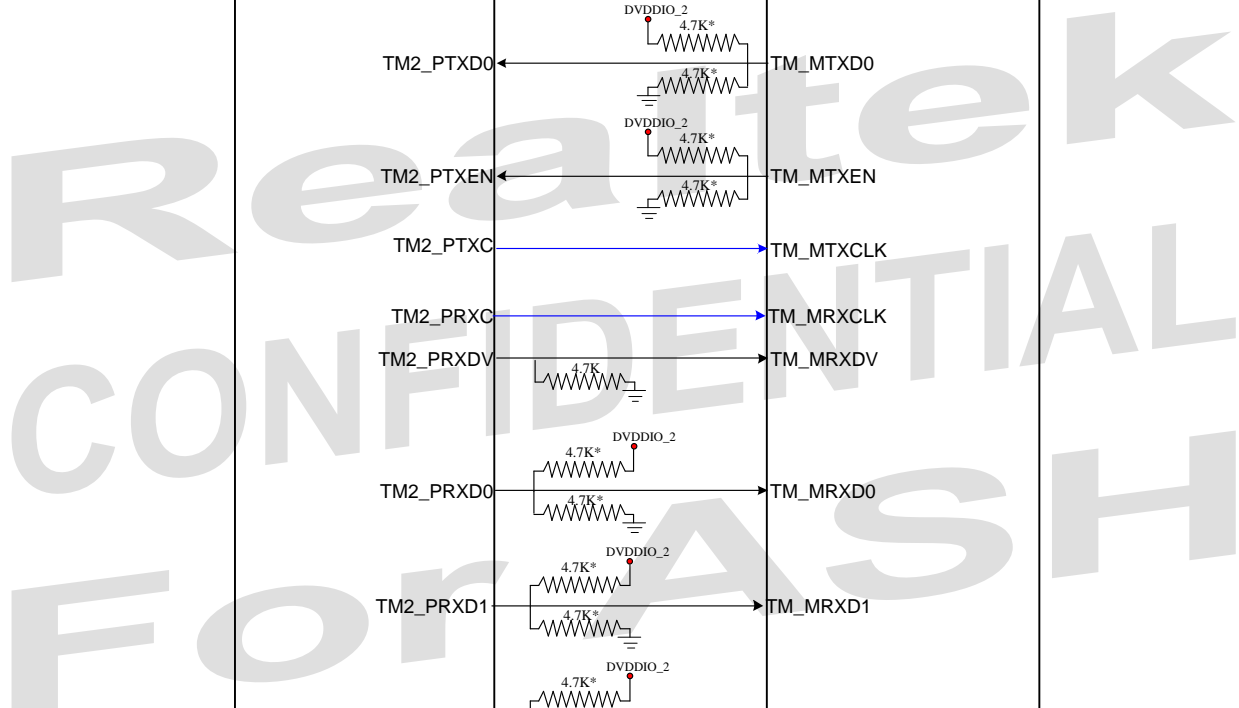 DVDDIO_2
4.7K*
TM2_PTXD0 TM_MTXD0
4.7K*
DVDDIO_2
4.7K*
TM2_PTXEN TM_MTXEN
4.7K*
TM2_PTXC TM_MTXCLK
TM2_PRXC TM_MRXCLK
TM2_PRXDV TM_MRXDV
4.7K
DVDDIO_2
4.7K*
TM2_PRXD0 TM_MRXD0
4.7K*
DVDDIO_2
4.7K*
TM2_PRXD1 TM_MRXD1
4.7K*
DVDDIO_2
4.7K*
Realtek
CONFIDENTIAL
For ASH